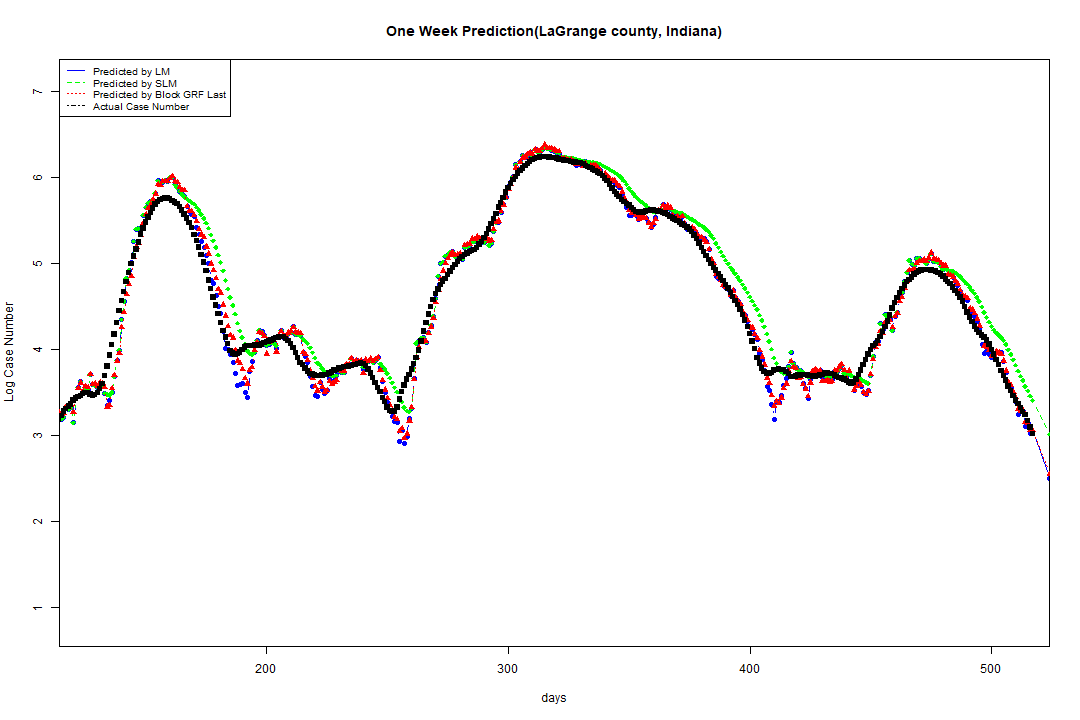 One Week Prediction(LaGrange county, Indiana)
Predicted by LM
Predicted by SLM
Predicted by Block GRF Last
Actual Case Number
7
6
5
4
3
2
1
Log Case Number
200 300 400 500
days